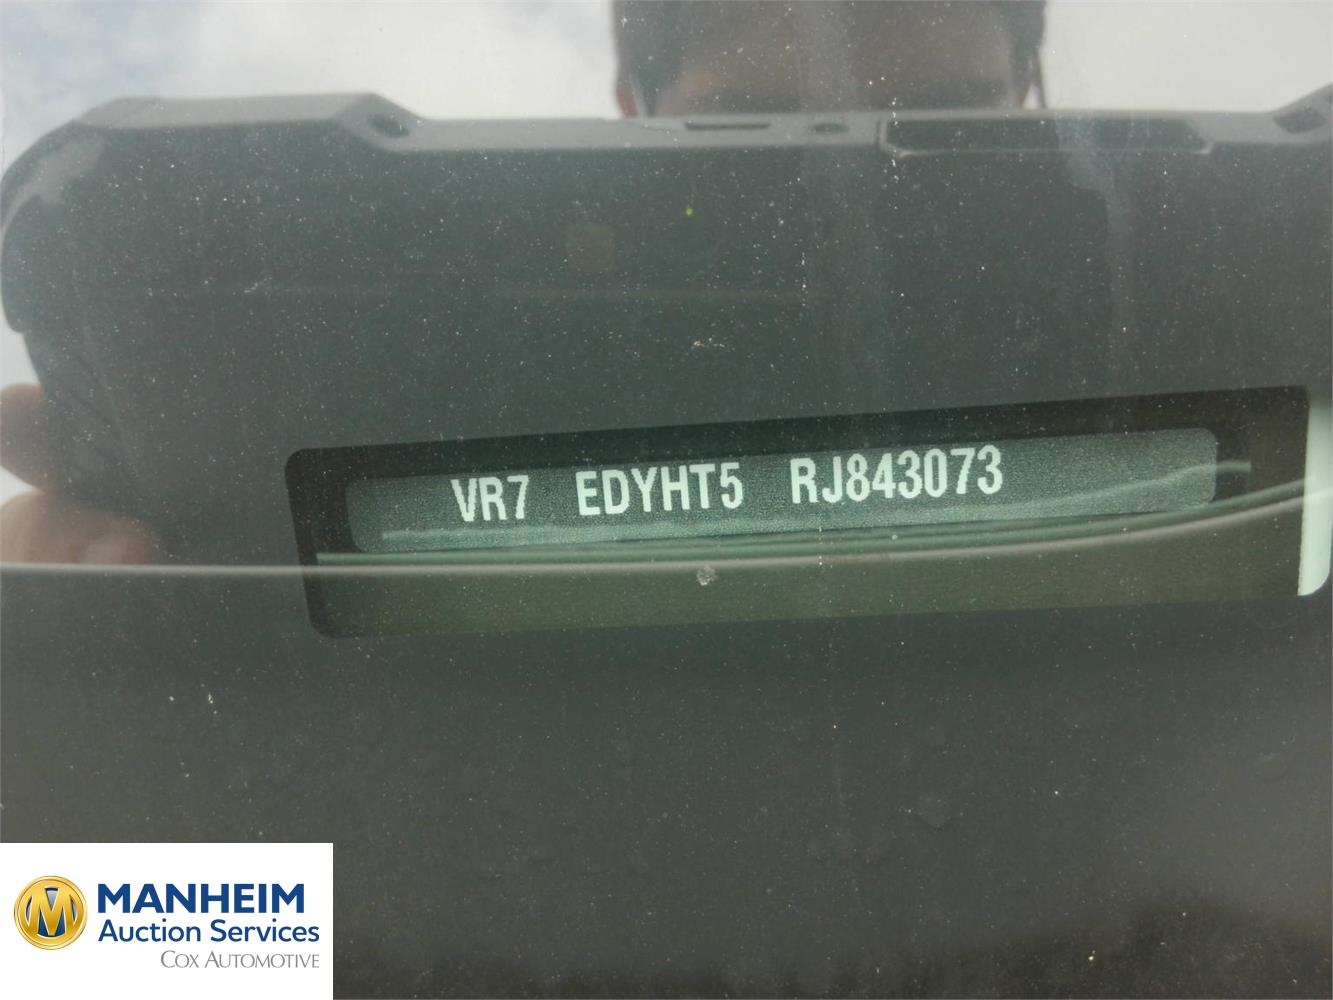 VR7 EDYHT5 RJ843073
MANHEIM
Auction Services
COX AUTOMOTIVE